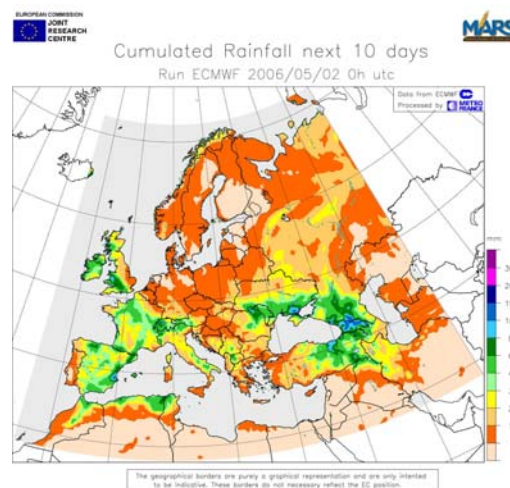 EUROPEAN COMMISSION
JOINT
RESEARCH
CENTRE
MARS
Cumulated Rainfall next 10 days
Run ECMWF 2006/05/02 0h utc
Data from ECMWF
Processed by METEO FRANCE
The geographical borders are purely a graphical representation and are only intended
to be indicative. These borders do not necessary reflect the EC position.